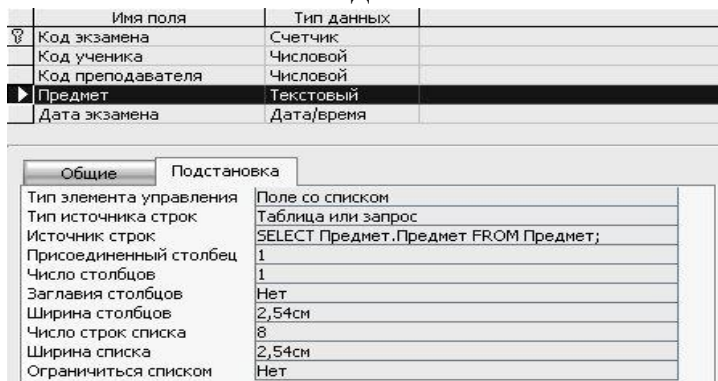 Имя поля Тип данных
Код экзамена Счетчик
Код ученика Числовой
Код преподавателя Числовой
Предмет Текстовый
Дата экзамена Дата/время
Общие Подстановка
Тип элемента управления Поле со списком
Тип источника строк Таблица или запрос
Источник строк SELECT Предмет.Предмет FROM Предмет;
Присоединенный столбец 1
Число столбцов 1
Заглавия столбцов Нет
Ширина столбцов 2,54см
Число строк списка 8
Ширина списка 2,54см
Ограничиться списком Нет